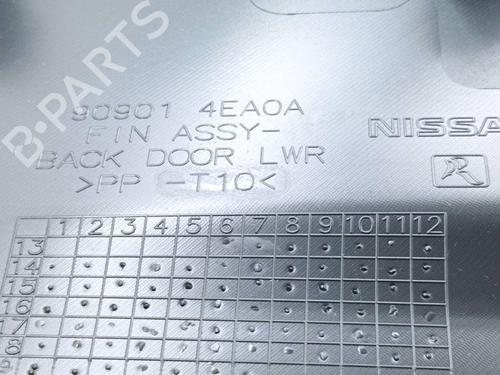 B-PARTS
90901 4EA0A
FIN ASSY-
BACK DOOR LWR
>PP -T10<
NISSA
R
1 2 3 4 5 6 7 8 9 10 11 12
13
14
15
16
17